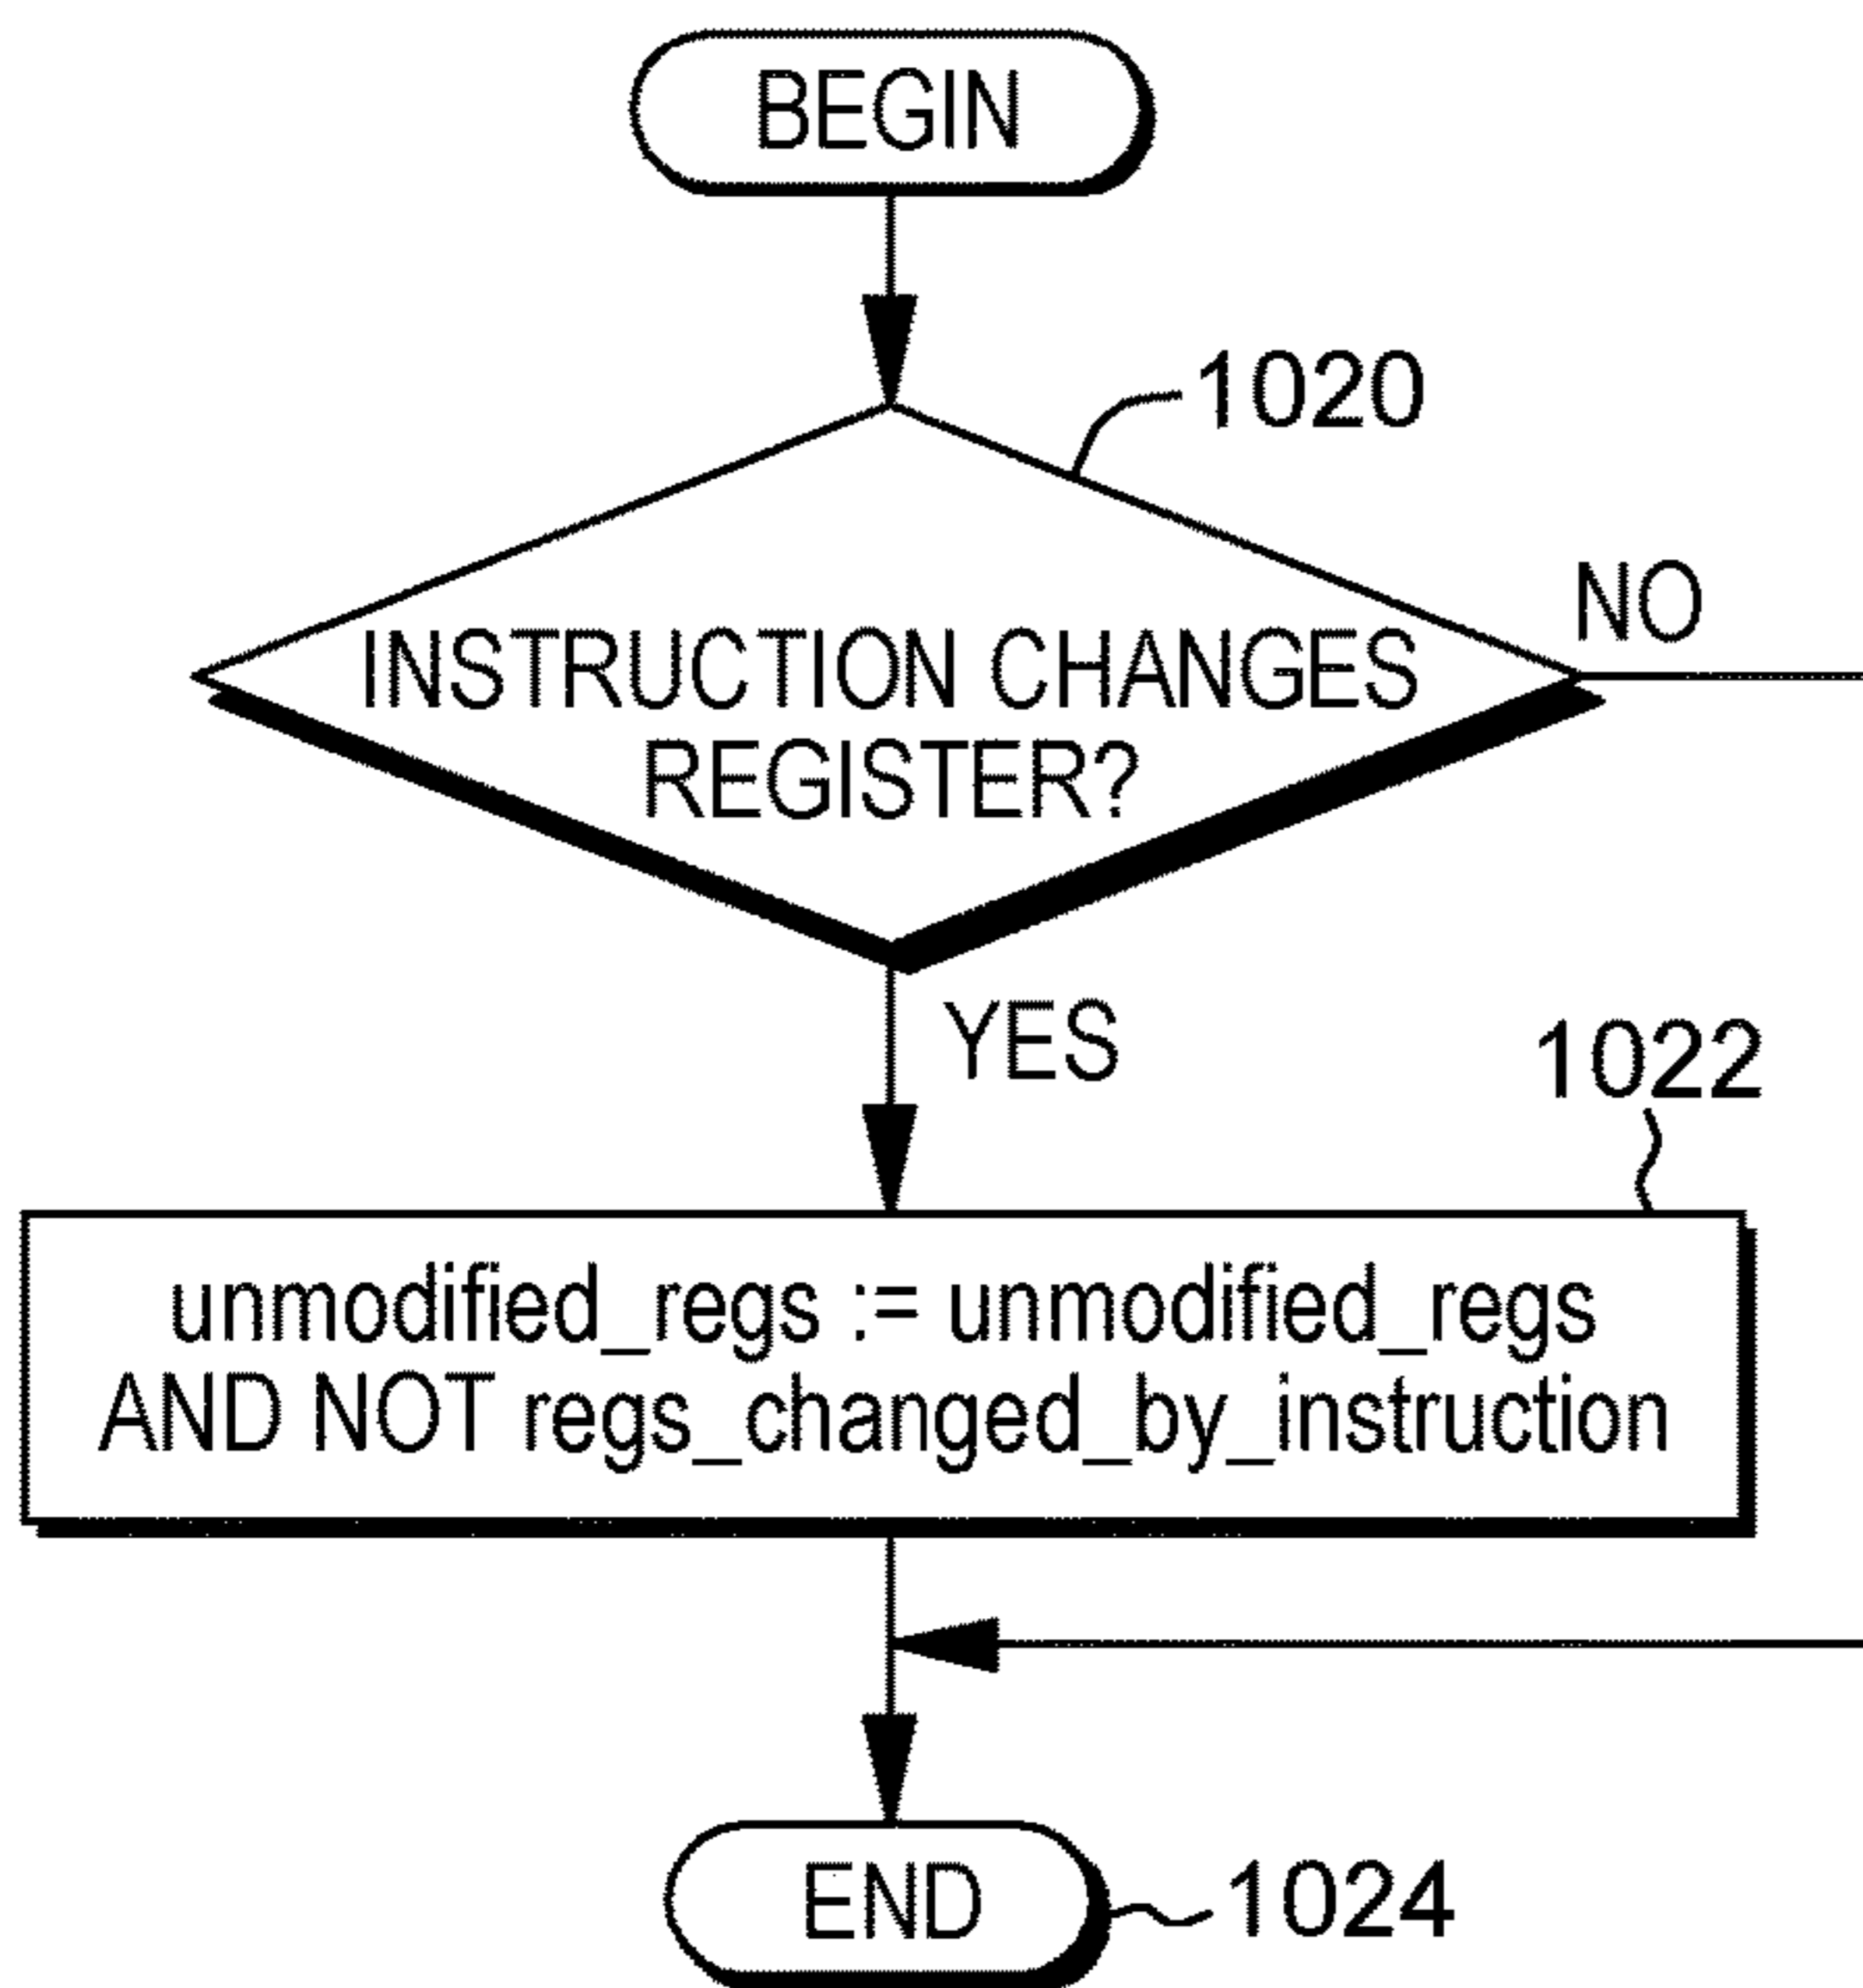 BEGIN
1020
NO
INSTRUCTION CHANGES
REGISTER?
YES
1022
unmodified_regs := unmodified_regs
AND NOT regs_changed_by_instruction
END
1024